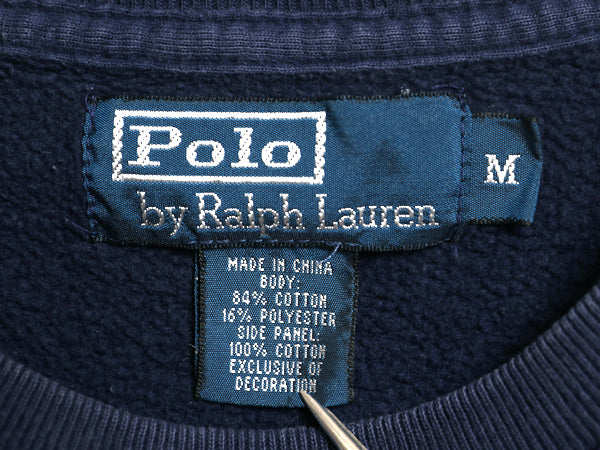 Polo
by Ralph Lauren
M
MADE IN CHINA
BODY:
84% COTTON
16% POLYESTER
SIDE PANEL:
100% COTTON
EXCLUSIVE OF
DECORATION